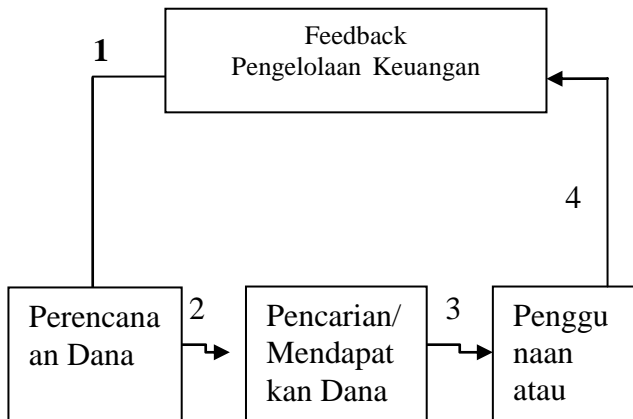 Feedback
Pengelolaan Keuangan
1
4
Perencana
an Dana
2
Pencarian/
Mendapat
kan Dana
3
Penggu
naan
atau